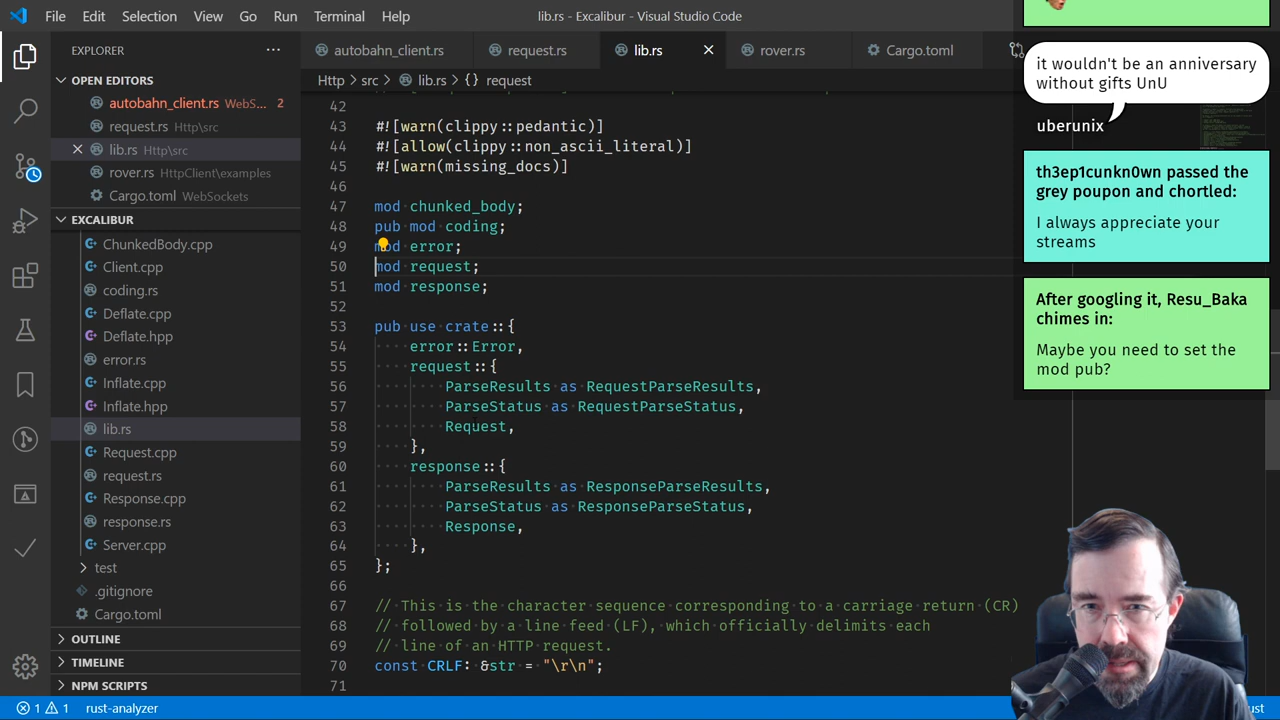 File Edit Selection View Go Run Terminal Help
lib.rs - Excalibur - Visual Studio Code
EXPLORER
OPEN EDITORS
autobahn_client.rs WebS... 2
request.rs Http\src
lib.rs Http\src
rover.rs HttpClient\examples
Cargo.toml WebSockets
EXCALIBUR
ChunkedBody.cpp
Client.cpp
coding.rs
Deflate.cpp
Deflate.hpp
error.rs
Inflate.cpp
Inflate.hpp
lib.rs
Request.cpp
request.rs
Response.cpp
response.rs
Server.cpp
test
.gitignore
Cargo.toml
OUTLINE
TIMELINE
NPM SCRIPTS
autobahn_client.rs request.rs lib.rs rover.rs Cargo.toml
Http > src > lib.rs > {} request
42
43 #![warn(clippy::pedantic)]
44 #![allow(clippy::non_ascii_literal)]
45 #![warn(missing_docs)]
46
47 mod chunked_body;
48 pub mod coding;
49 mod error;
50 mod request;
51 mod response;
52
53 pub use crate::{
54 error::Error,
55 request::{
56 ParseResults as RequestParseResults,
57 ParseStatus as RequestParseStatus,
58 Request,
59 },
60 response::{
61 ParseResults as ResponseParseResults,
62 ParseStatus as ResponseParseStatus,
63 Response,
64 },
65 };
66
67 // This is the character sequence corresponding to a carriage return (CR)
68 // followed by a line feed (LF), which officially delimits each
69 // line of an HTTP request.
70 const CRLF: &str = "\r\n";
71
it wouldn't be an anniversary
without gifts UnU
uberunix
th3ep1cunkn0wn passed the
grey poupon and chortled:
I always appreciate your
streams
After googling it, Resu_Baka
chimes in:
Maybe you need to set the
mod pub?
1 1 rust-analyzer